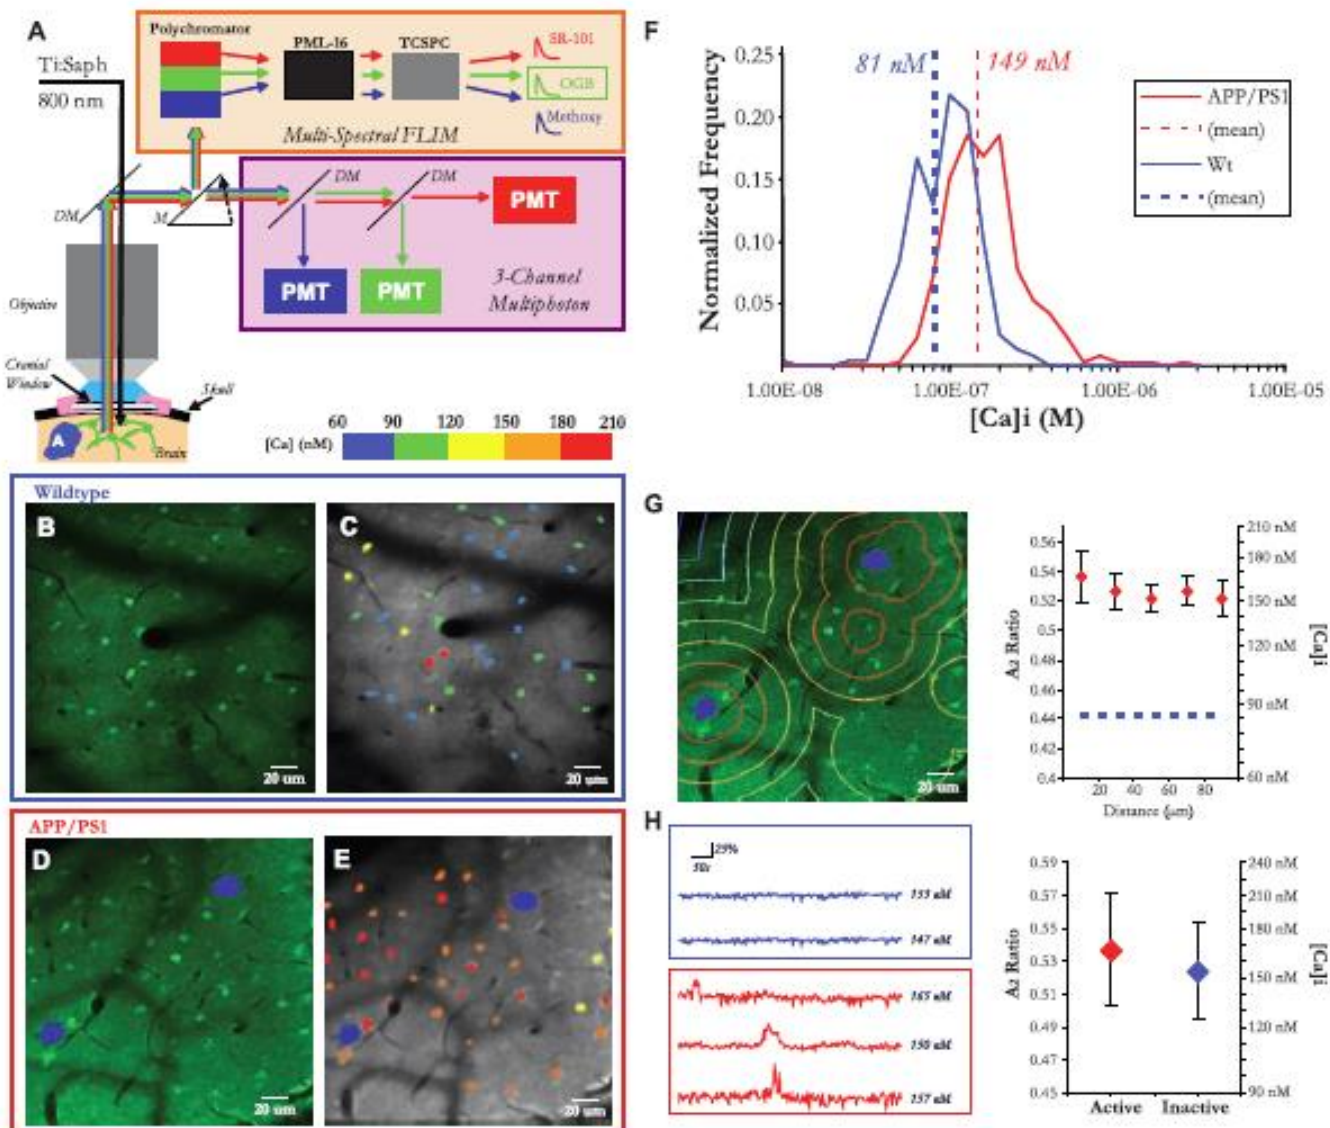 A
Polychromator
PML-16
TCSPC
SR-101
OGB
Methoxy
Multi-Spectral FLIM
Ti:Saph
800 nm
DM
M
DM
DM
PMT
PMT
PMT
3-Channel
Multiphoton
Objective
Cranial
Window
Skull
A
Brain
60 90 120 150 180 210
[Ca] (nM)
Wildtype
B
20 um
C
20 um
APP/PS1
D
20 um
E
20 um
F
0.25
0.20
0.15
0.10
0.05
Normalized Frequency
81 nM
149 nM
APP/PS1
(mean)
Wt
(mean)
1.00E-08 1.00E-07 1.00E-06 1.00E-05
[Ca]i (M)
G
20 um
0.56
0.54
0.52
0.5
0.48
0.46
0.44
0.42
0.4
A2 Ratio
210 nM
180 nM
150 nM
120 nM
90 nM
60 nM
[Ca]i
20 40 60 80
Distance (µm)
H
25%
50s
147 nM
165 nM
150 nM
157 nM
0.59
0.57
0.55
0.53
0.51
0.49
0.47
0.45
A2 Ratio
240 nM
210 nM
180 nM
150 nM
120 nM
90 nM
[Ca]i
Active Inactive